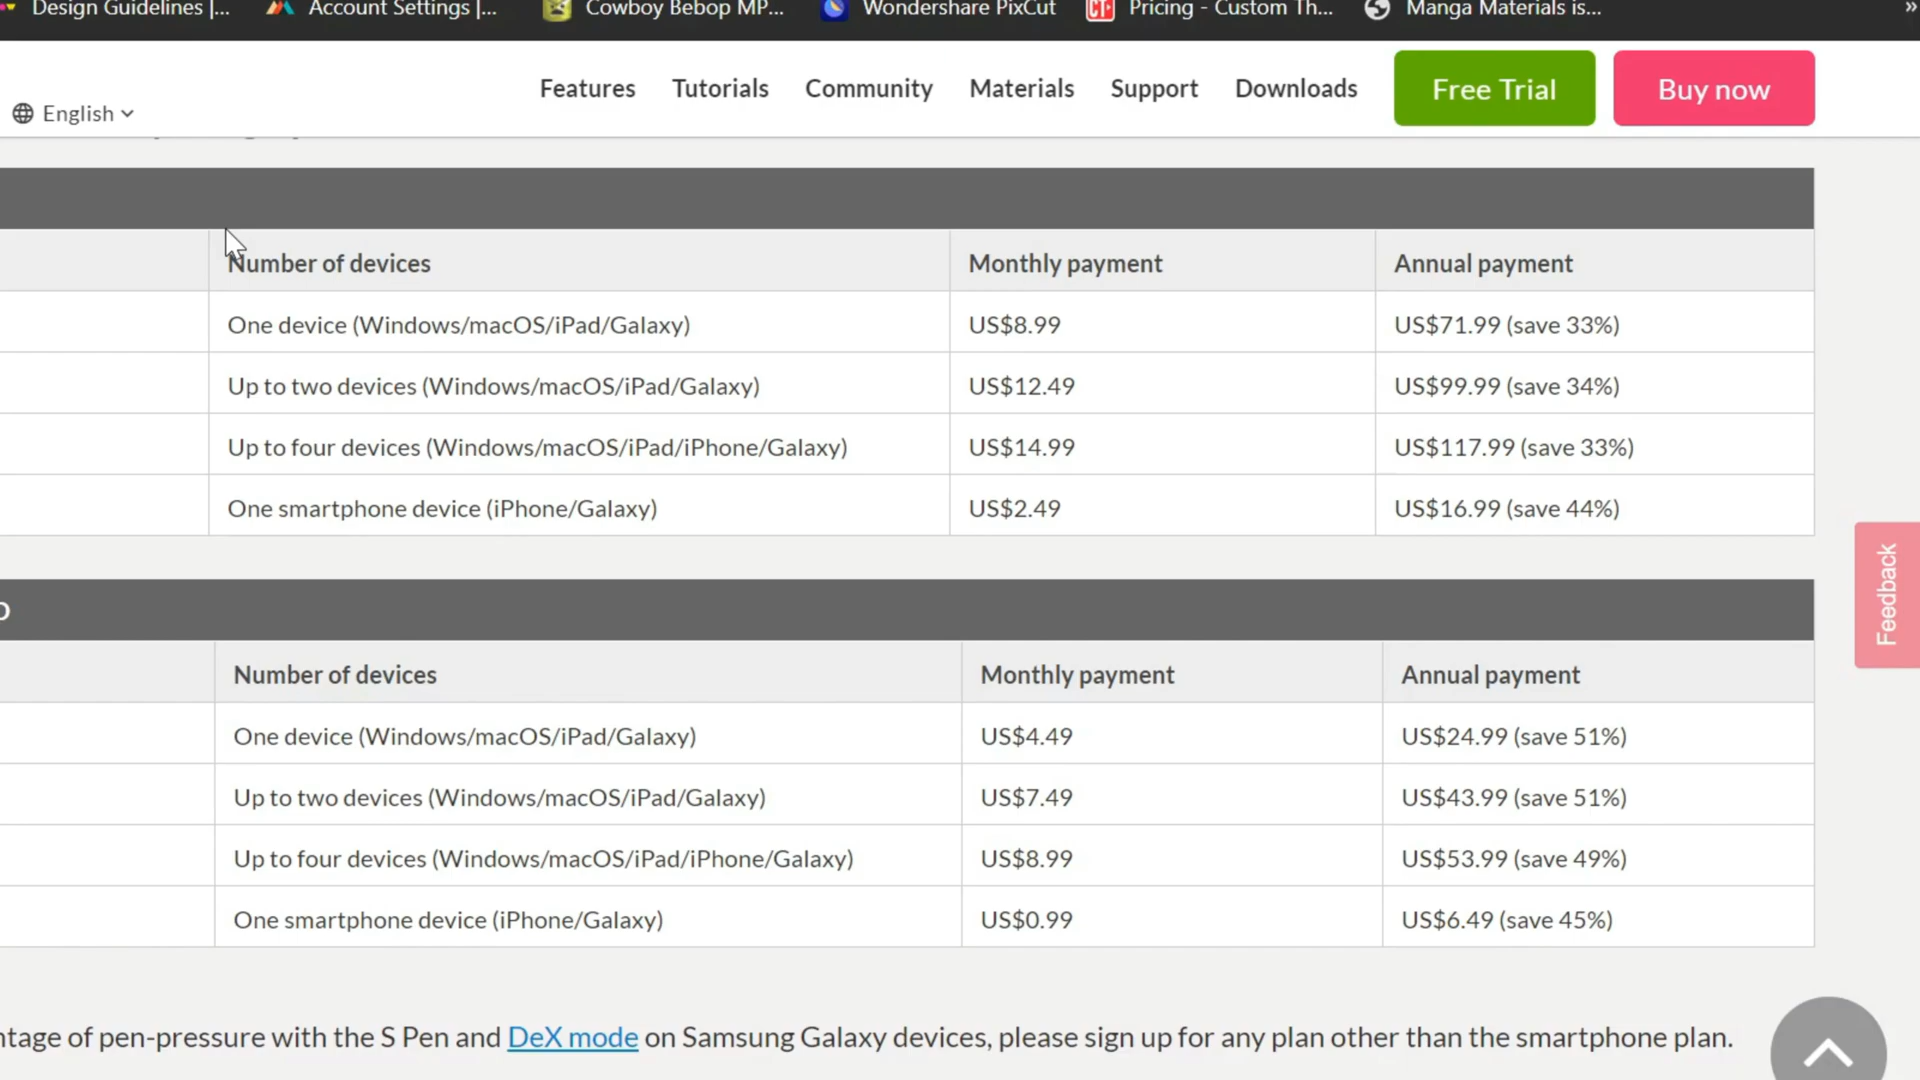 Design Guidelines |... Account Settings |... Cowboy Bebop MP... Wondershare PixCut CT Pricing - Custom Th... Manga Materials is... »
Features Tutorials Community Materials Support Downloads Free Trial Buy now
English
Number of devices Monthly payment Annual payment
One device (Windows/macOS/iPad/Galaxy) US$8.99 US$71.99 (save 33%)
Up to two devices (Windows/macOS/iPad/Galaxy) US$12.49 US$99.99 (save 34%)
Up to four devices (Windows/macOS/iPad/iPhone/Galaxy) US$14.99 US$117.99 (save 33%)
One smartphone device (iPhone/Galaxy) US$2.49 US$16.99 (save 44%)
Feedback
Number of devices Monthly payment Annual payment
One device (Windows/macOS/iPad/Galaxy) US$4.49 US$24.99 (save 51%)
Up to two devices (Windows/macOS/iPad/Galaxy) US$7.49 US$43.99 (save 51%)
Up to four devices (Windows/macOS/iPad/iPhone/Galaxy) US$8.99 US$53.99 (save 49%)
One smartphone device (iPhone/Galaxy) US$0.99 US$6.49 (save 45%)
ntage of pen-pressure with the S Pen and DeX mode on Samsung Galaxy devices, please sign up for any plan other than the smartphone plan.